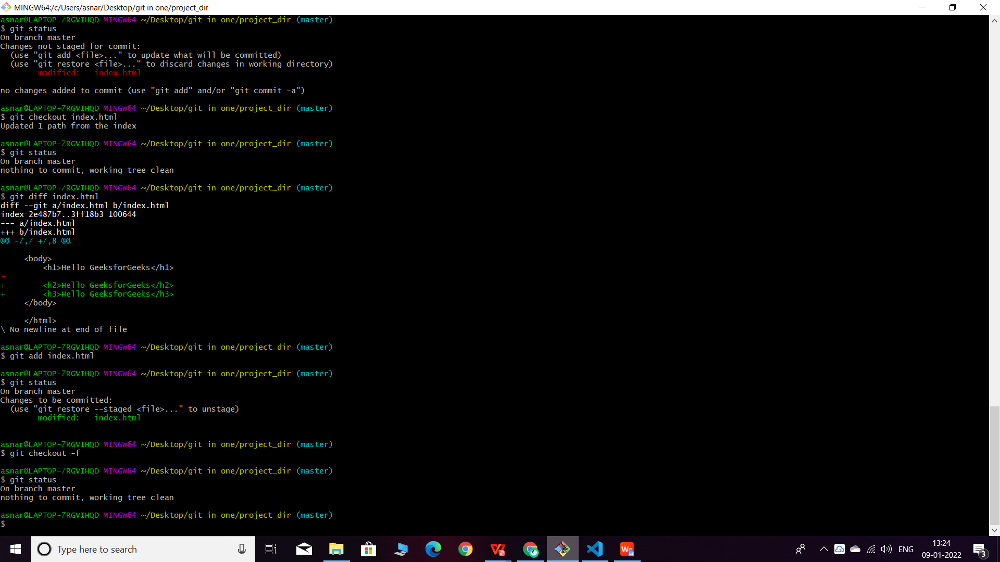 MINGW64:/c/Users/asnar/Desktop/git in one/project_dir
asnar@LAPTOP-7RGVIHQD MINGW64 ~/Desktop/git in one/project_dir (master)
$ git status
On branch master
Changes not staged for commit:
  (use "git add <file>..." to update what will be committed)
  (use "git restore <file>..." to discard changes in working directory)
        modified:   index.html
no changes added to commit (use "git add" and/or "git commit -a")
asnar@LAPTOP-7RGVIHQD MINGW64 ~/Desktop/git in one/project_dir (master)
$ git checkout index.html
Updated 1 path from the index
asnar@LAPTOP-7RGVIHQD MINGW64 ~/Desktop/git in one/project_dir (master)
$ git status
On branch master
nothing to commit, working tree clean
asnar@LAPTOP-7RGVIHQD MINGW64 ~/Desktop/git in one/project_dir (master)
$ git diff index.html
diff --git a/index.html b/index.html
index 2e487b7..3ff18b3 100644
--- a/index.html
+++ b/index.html
@@ -7,7 +7,8 @@
     <body>
         <h1>Hello GeeksforGeeks</h1>
-
+        <h2>Hello GeeksforGeeks</h2>
+        <h3>Hello GeeksforGeeks</h3>
     </body>
     </html>
\ No newline at end of file
asnar@LAPTOP-7RGVIHQD MINGW64 ~/Desktop/git in one/project_dir (master)
$ git add index.html
asnar@LAPTOP-7RGVIHQD MINGW64 ~/Desktop/git in one/project_dir (master)
$ git status
On branch master
Changes to be committed:
  (use "git restore --staged <file>..." to unstage)
        modified:   index.html
asnar@LAPTOP-7RGVIHQD MINGW64 ~/Desktop/git in one/project_dir (master)
$ git checkout -f
asnar@LAPTOP-7RGVIHQD MINGW64 ~/Desktop/git in one/project_dir (master)
$ git status
On branch master
nothing to commit, working tree clean
asnar@LAPTOP-7RGVIHQD MINGW64 ~/Desktop/git in one/project_dir (master)
$
Type here to search
ENG
13:24
09-01-2022
3